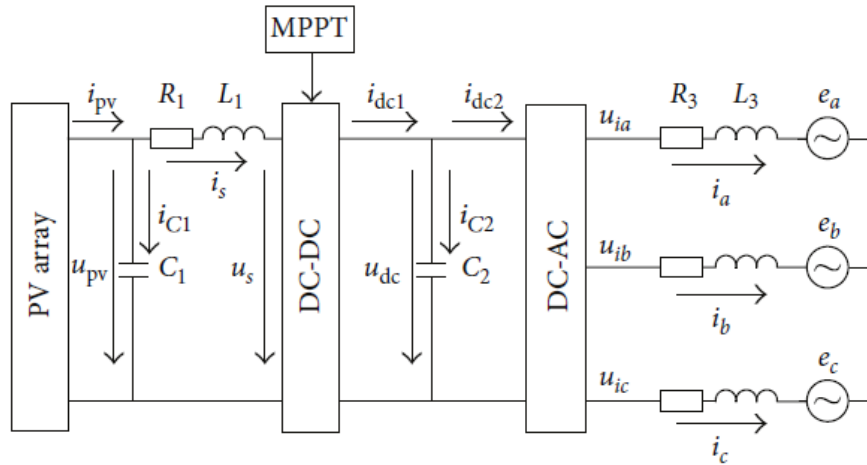 MPPT
i_pv R_1 L_1 i_dc1 i_dc2 R_3 L_3 e_a
u_ia
i_s i_a
i_C1 i_C2 e_b
PV array u_pv C_1 u_s DC-DC u_dc C_2 DC-AC u_ib
i_b
e_c
u_ic
i_c